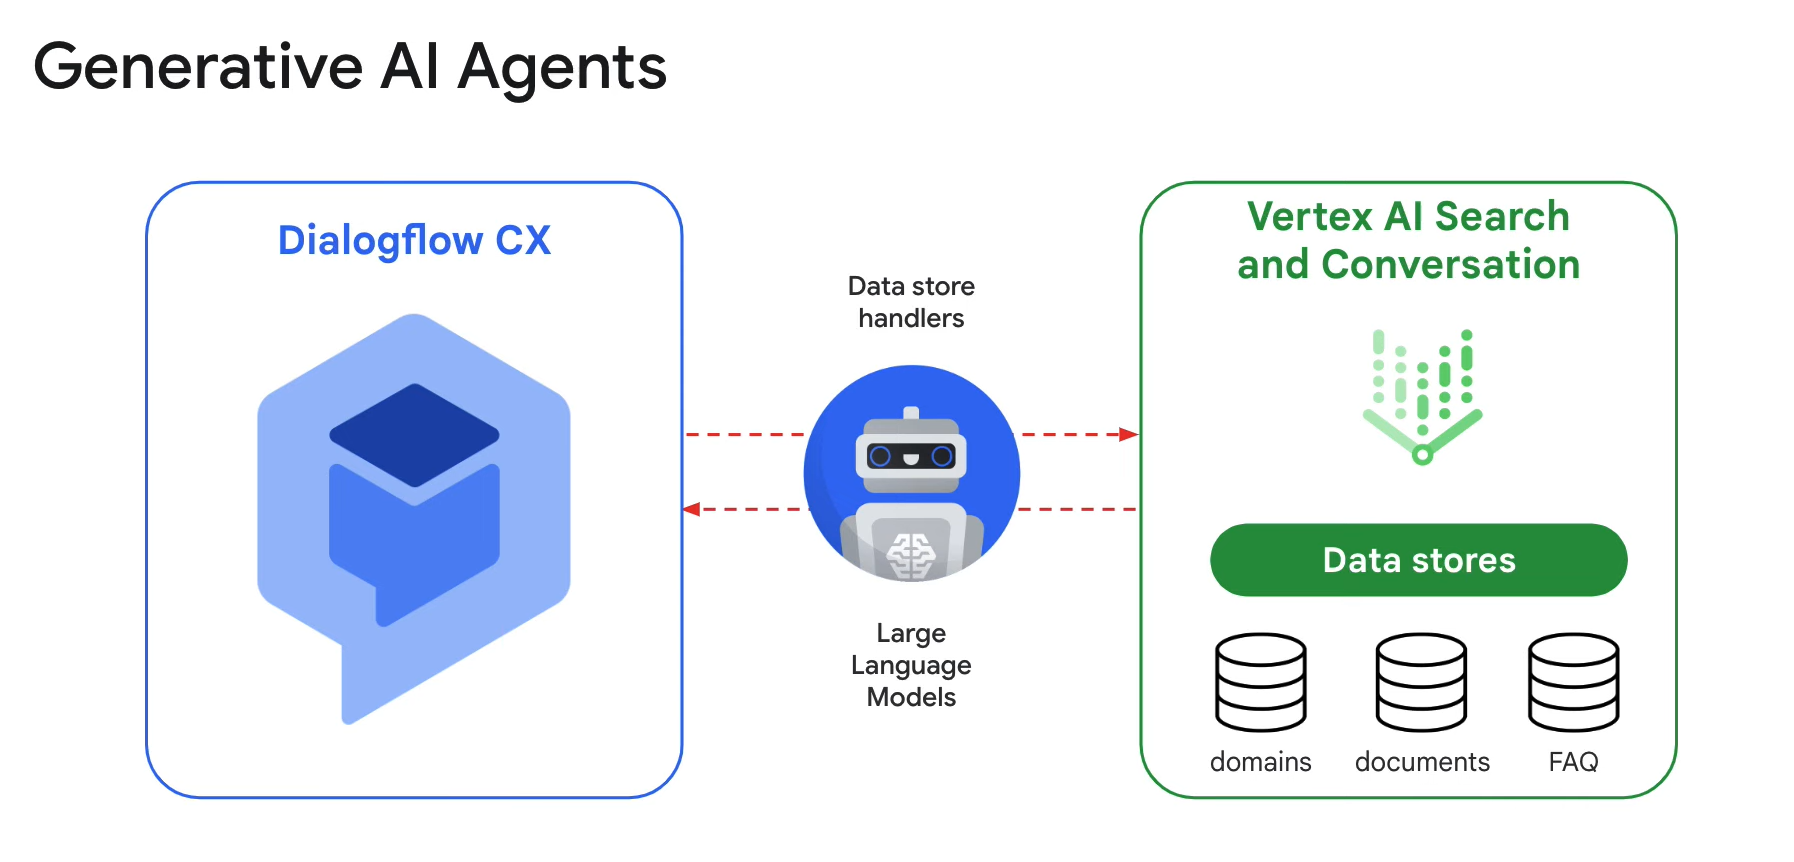 Generative AI Agents
Dialogflow CX
Data store
handlers
Large
Language
Models
Vertex AI Search
and Conversation
Data stores
domains
documents
FAQ